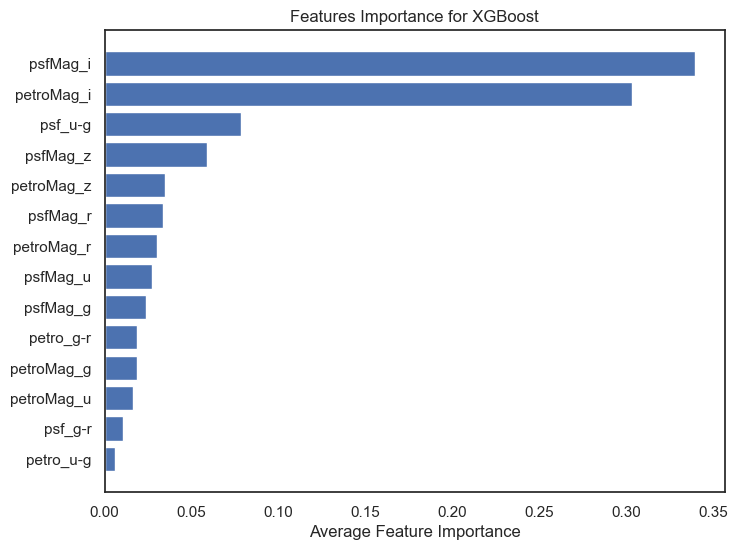 Features Importance for XGBoost
psfMag_i
petroMag_i
psf_u-g
psfMag_z
petroMag_z
psfMag_r
petroMag_r
psfMag_u
psfMag_g
petro_g-r
petroMag_g
petroMag_u
psf_g-r
petro_u-g
0.00 0.05 0.10 0.15 0.20 0.25 0.30 0.35
Average Feature Importance